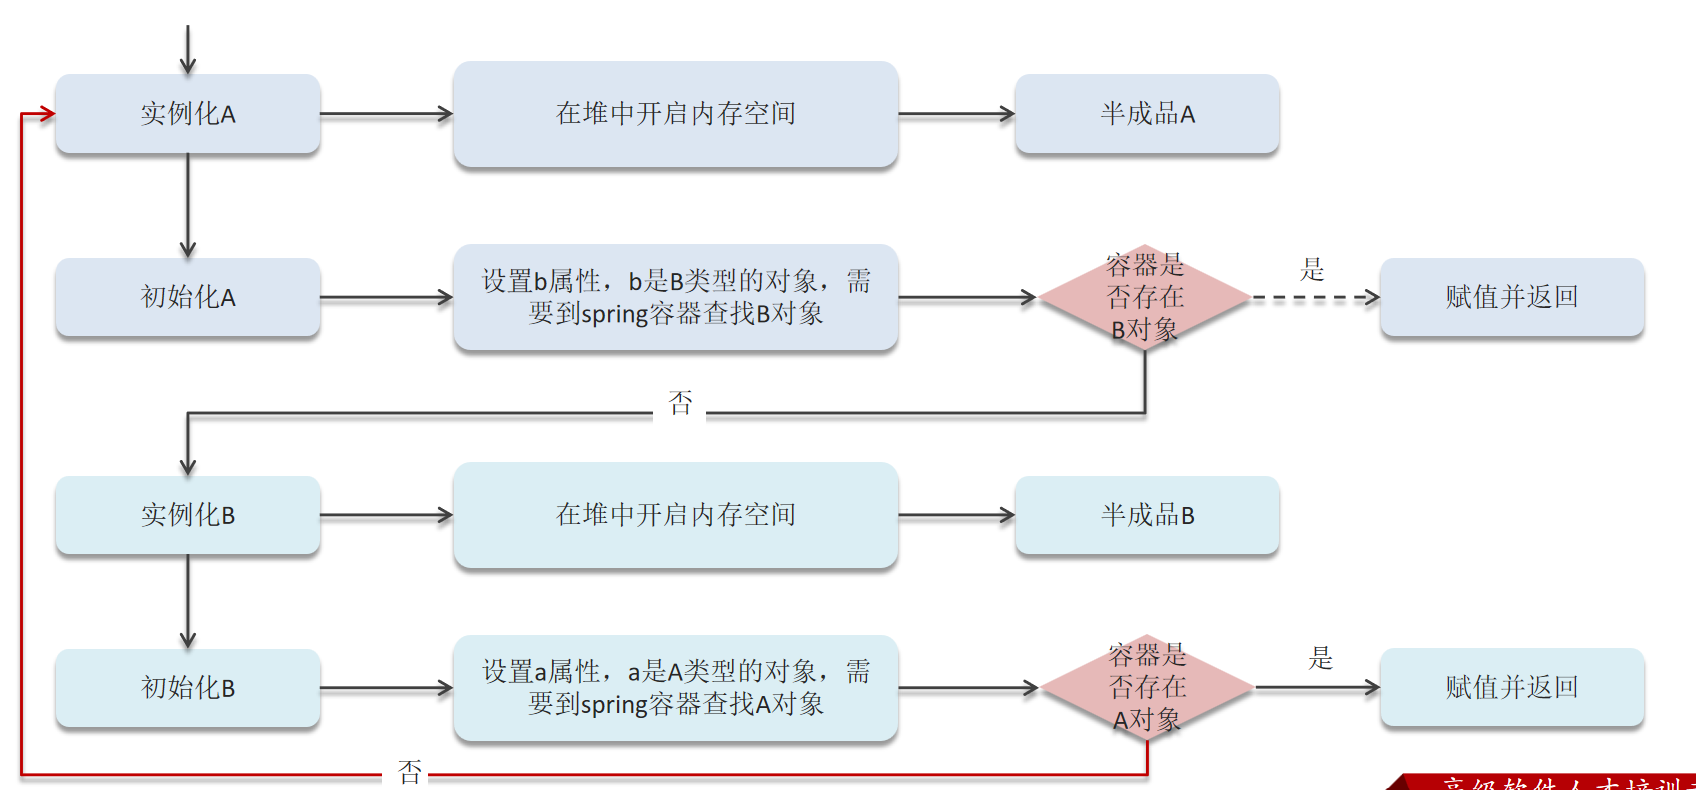 实例化A
在堆中开启内存空间
半成品A
初始化A
设置b属性，b是B类型的对象，需
要到spring容器查找B对象
容器是
否存在
B对象
是
赋值并返回
否
实例化B
在堆中开启内存空间
半成品B
初始化B
设置a属性，a是A类型的对象，需
要到spring容器查找A对象
容器是
否存在
A对象
是
赋值并返回
否
高级软件人才培训